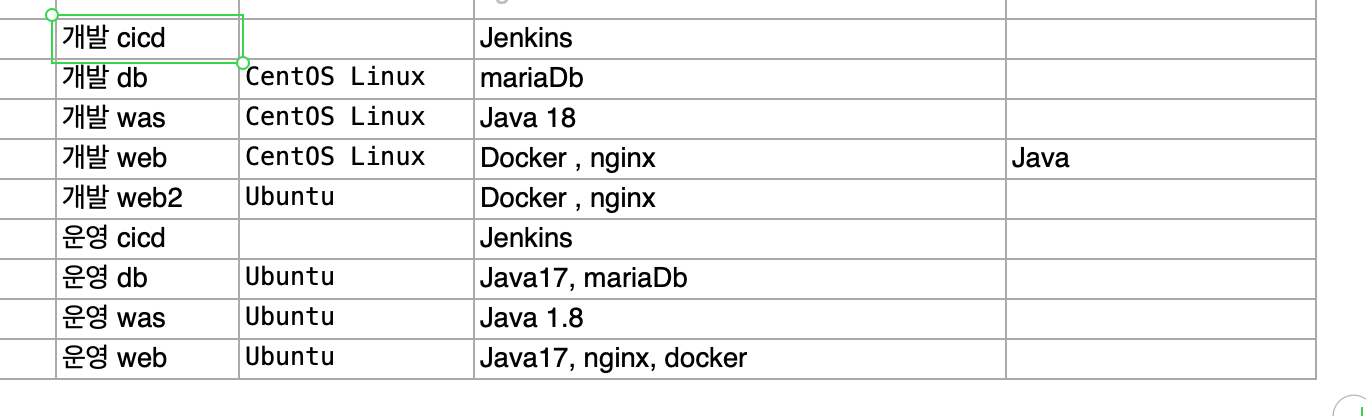 개발 cicd Jenkins
개발 db CentOS Linux mariaDb
개발 was CentOS Linux Java 18
개발 web CentOS Linux Docker , nginx Java
개발 web2 Ubuntu Docker , nginx
운영 cicd Jenkins
운영 db Ubuntu Java17, mariaDb
운영 was Ubuntu Java 1.8
운영 web Ubuntu Java17, nginx, docker